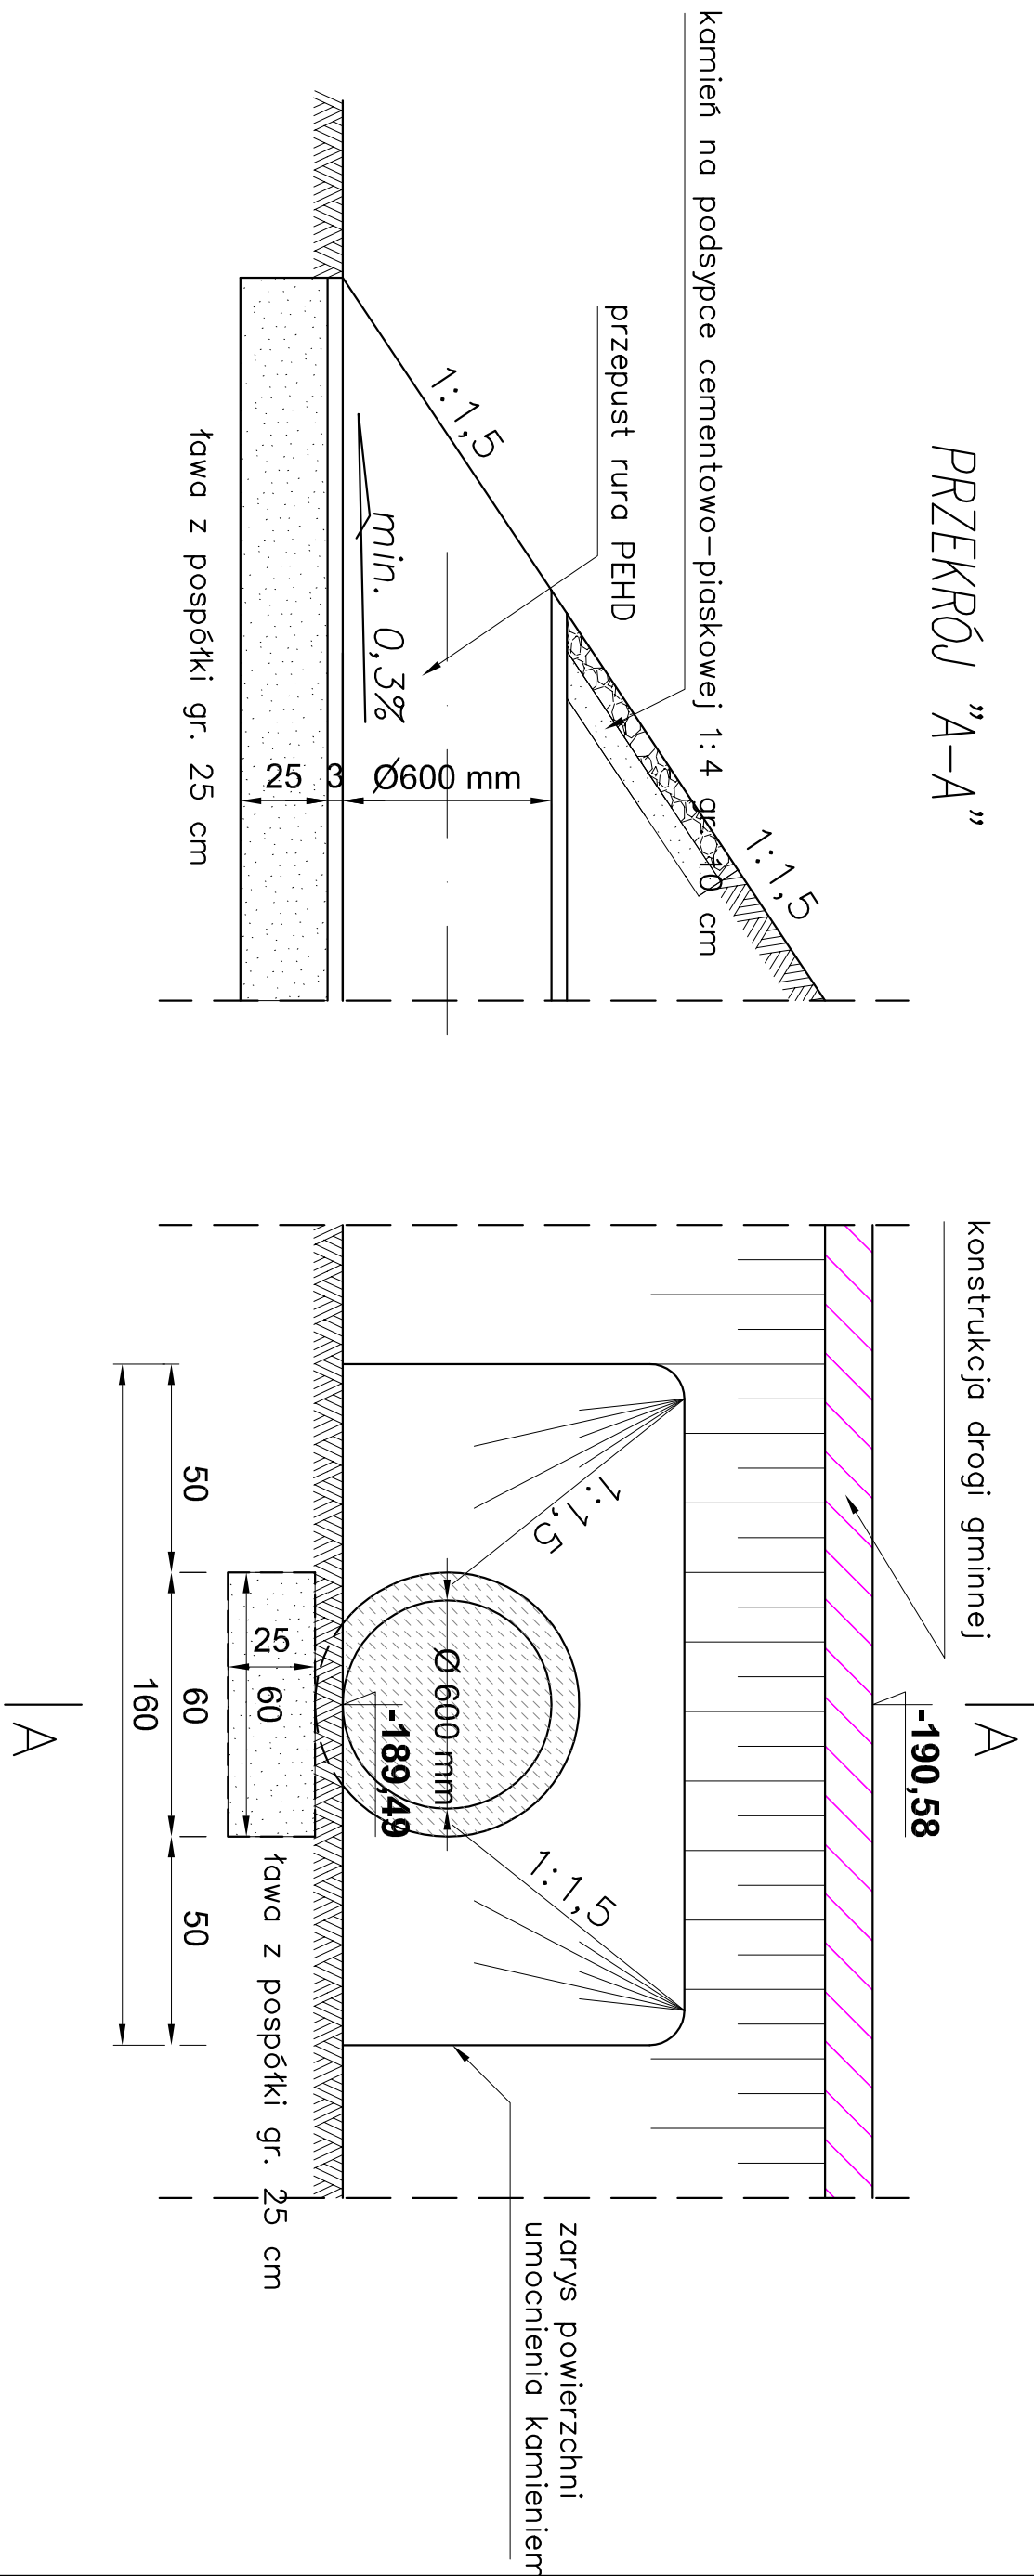 PRZEKRÓJ "A-A"
kamień na podsypce cementowo-piaskowej 1:4 gr. 10 cm
przepust rura PEHD
1:1,5
1:1,5
min. 0,3%
25
3
Ø600 mm
ława z pospółki gr. 25 cm
konstrukcja drogi gminnej
A
-190,58
1:1,5
1:1,5
Ø 600 mm
-189,49
25
60
ława z pospółki gr. 25 cm
50
60
50
160
A
zarys powierzchni
umocnienia kamieniem